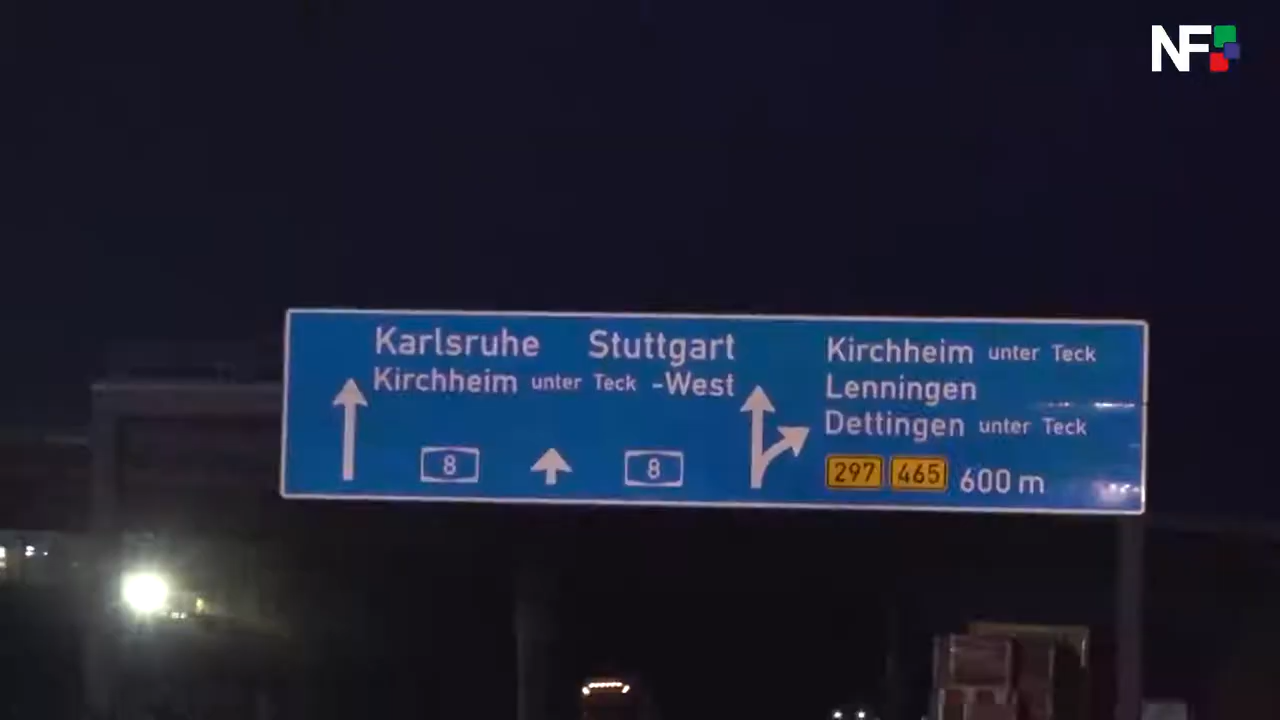 NF
Karlsruhe Stuttgart
Kirchheim unter Teck -West
8 8
Kirchheim unter Teck
Lenningen
Dettingen unter Teck
297 465 600 m